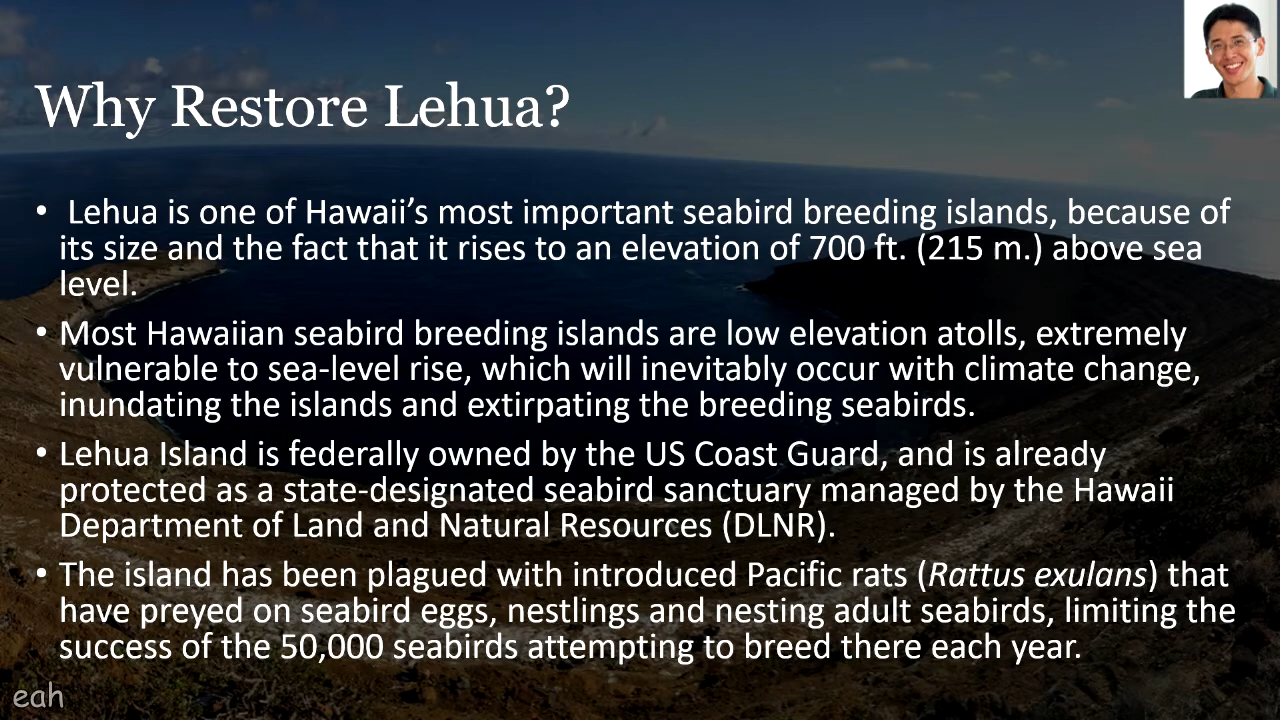 Why Restore Lehua?
• Lehua is one of Hawaii’s most important seabird breeding islands, because of
its size and the fact that it rises to an elevation of 700 ft. (215 m.) above sea
level.
• Most Hawaiian seabird breeding islands are low elevation atolls, extremely
vulnerable to sea-level rise, which will inevitably occur with climate change,
inundating the islands and extirpating the breeding seabirds.
• Lehua Island is federally owned by the US Coast Guard, and is already
protected as a state-designated seabird sanctuary managed by the Hawaii
Department of Land and Natural Resources (DLNR).
• The island has been plagued with introduced Pacific rats (Rattus exulans) that
have preyed on seabird eggs, nestlings and nesting adult seabirds, limiting the
success of the 50,000 seabirds attempting to breed there each year.
eah